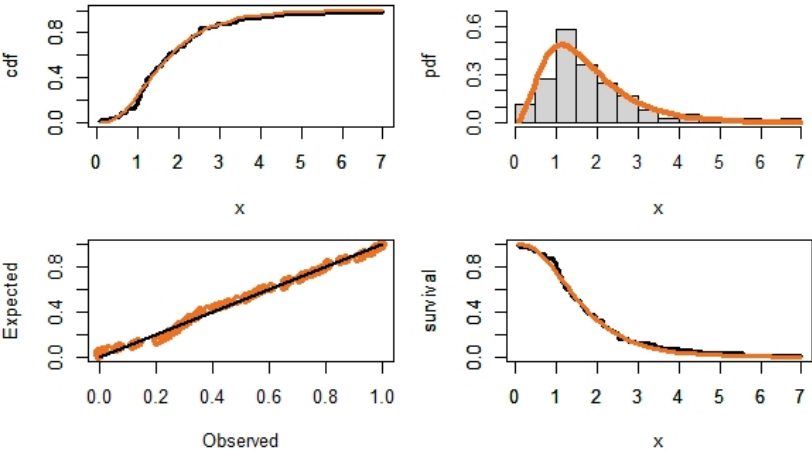 cdf
0.0 0.4 0.8
0 1 2 3 4 5 6 7
x
pdf
0.0 0.3 0.6
0 1 2 3 4 5 6 7
x
Expected
0.0 0.4 0.8
0.0 0.2 0.4 0.6 0.8 1.0
Observed
survival
0.0 0.4 0.8
0 1 2 3 4 5 6 7
x